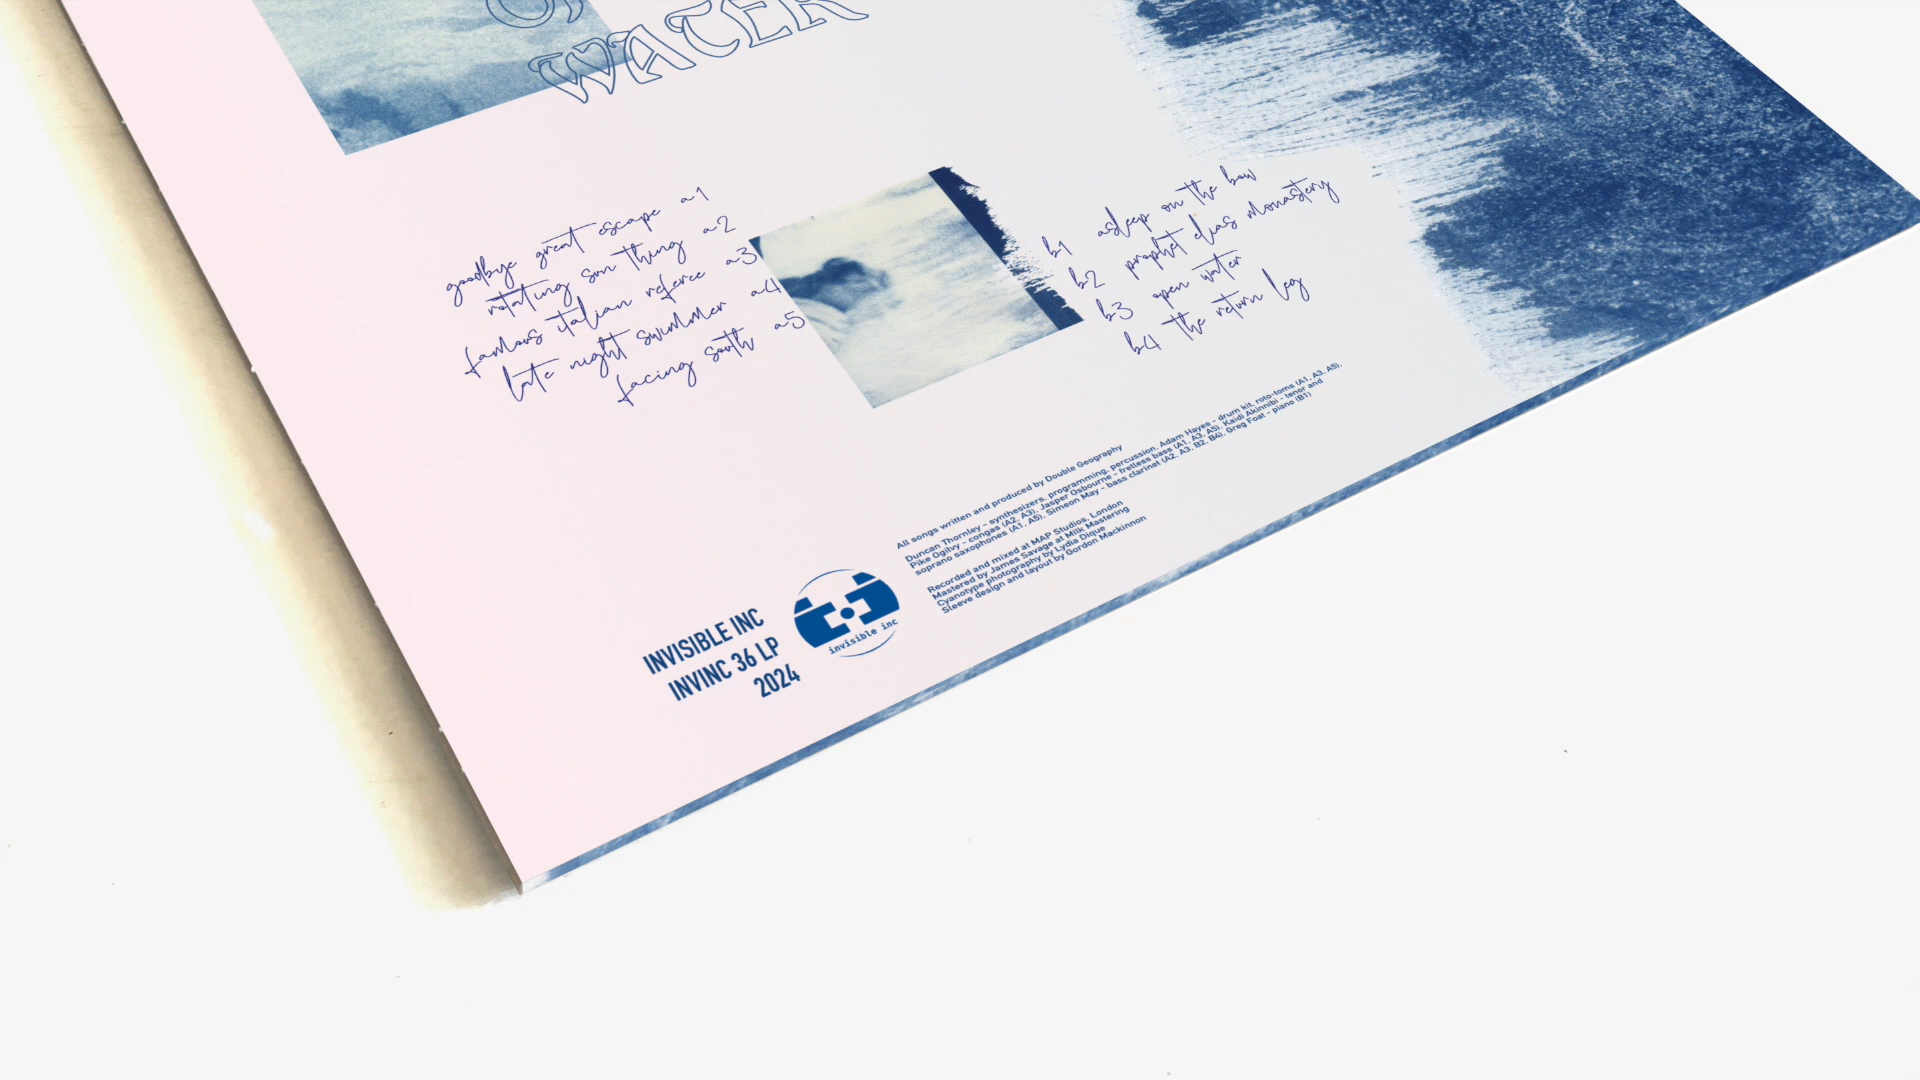 WATER
goodbye great escape a1
rotating sun thing a2
famous italian referee a3
late night swimmer a4
facing south a5
b1 asleep on the bow
b2 prophet elias monastery
b3 open water
b4 the return leg
All songs written and produced by Double Geography
Duncan Thornley - synthesizers, programming, percussion. Adam Hayes - drum kit, roto-toms (A1, A3, A5).
Pike Ogilvy - congas (A2, A3). Jasper Osbourne - fretless bass (A1, A3, A5). Kaidi Akinnibi - tenor and
soprano saxophones (A1, A5). Simeon May - bass clarinet (A2, A3, B2, B4). Greg Foat - piano (B1)
Recorded and mixed at MAP Studios, London
Mastered by James Savage at Milk Mastering
Cyanotype photography by Lydia Dique
Sleeve design and layout by Gordon Mackinnon
invisible inc
INVISIBLE INC
INVINC 36 LP
2024